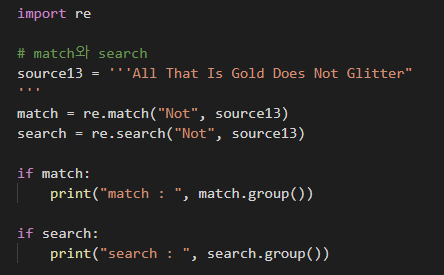 import re
# match와 search
source13 = '''All That Is Gold Does Not Glitter"
'''
match = re.match("Not", source13)
search = re.search("Not", source13)
if match:
    print("match : ", match.group())
if search:
    print("search : ", search.group())